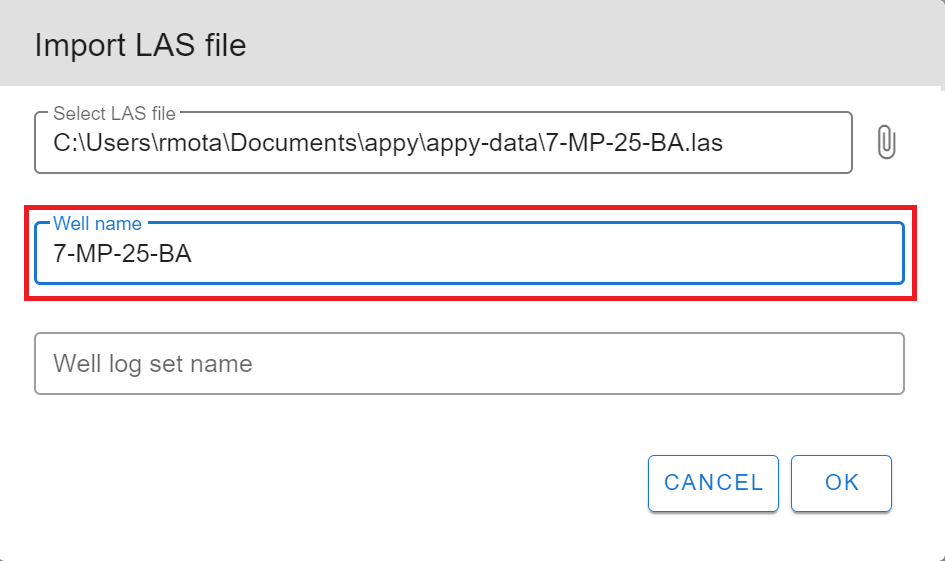 Import LAS file
Select LAS file
C:\Users\rmota\Documents\appy\appy-data\7-MP-25-BA.las
Well name
7-MP-25-BA
Well log set name
CANCEL OK